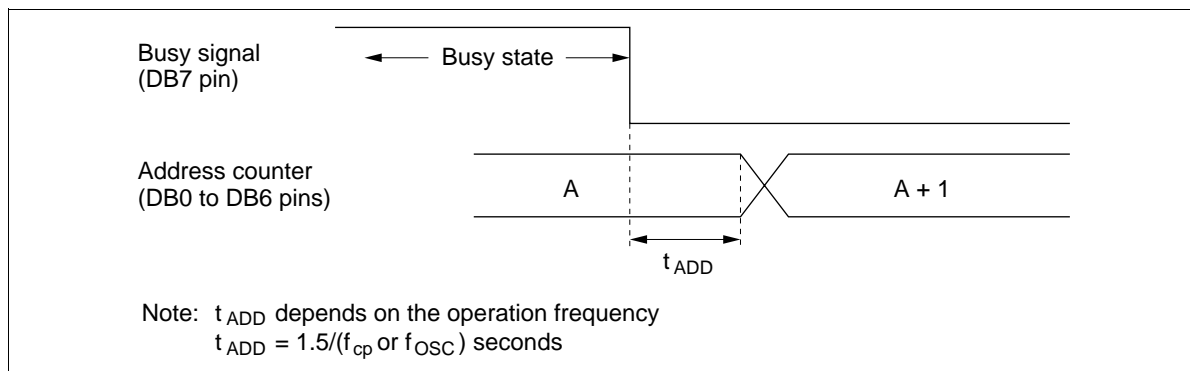 Busy signal
(DB7 pin)
Busy state
Address counter
(DB0 to DB6 pins)
A
A + 1
t ADD
Note: t ADD depends on the operation frequency
t ADD = 1.5/(f cp or f OSC) seconds